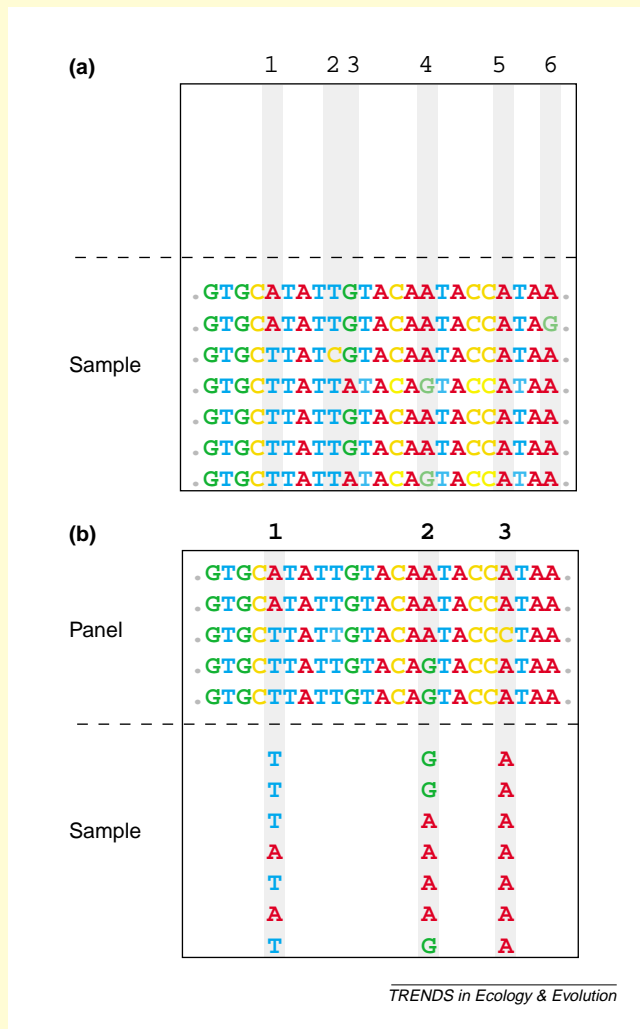 (a) 1 2 3 4 5 6
.GTGCATATTGTACAATACCATAA.
.GTGCATATTGTACAATACCATAG.
.GTGCTTATCGTACAATACCATAA.
Sample
.GTGCTTATTATACAGTACCATAA.
.GTGCTTATTGTACAATACCATAA.
.GTGCTTATTGTACAATACCATAA.
.GTGCTTATTATACAGTACCATAA.
(b) 1 2 3
.GTGCATATTGTACAATACCATAA.
.GTGCATATTGTACAATACCATAA.
Panel .GTGCTTATTGTACAATACCCTAA.
.GTGCTTATTGTACAGTACCATAA.
.GTGCTTATTGTACAGTACCATAA.
T G A
T G A
T A A
Sample
A A A
T A A
A A A
T G A
TRENDS in Ecology & Evolution